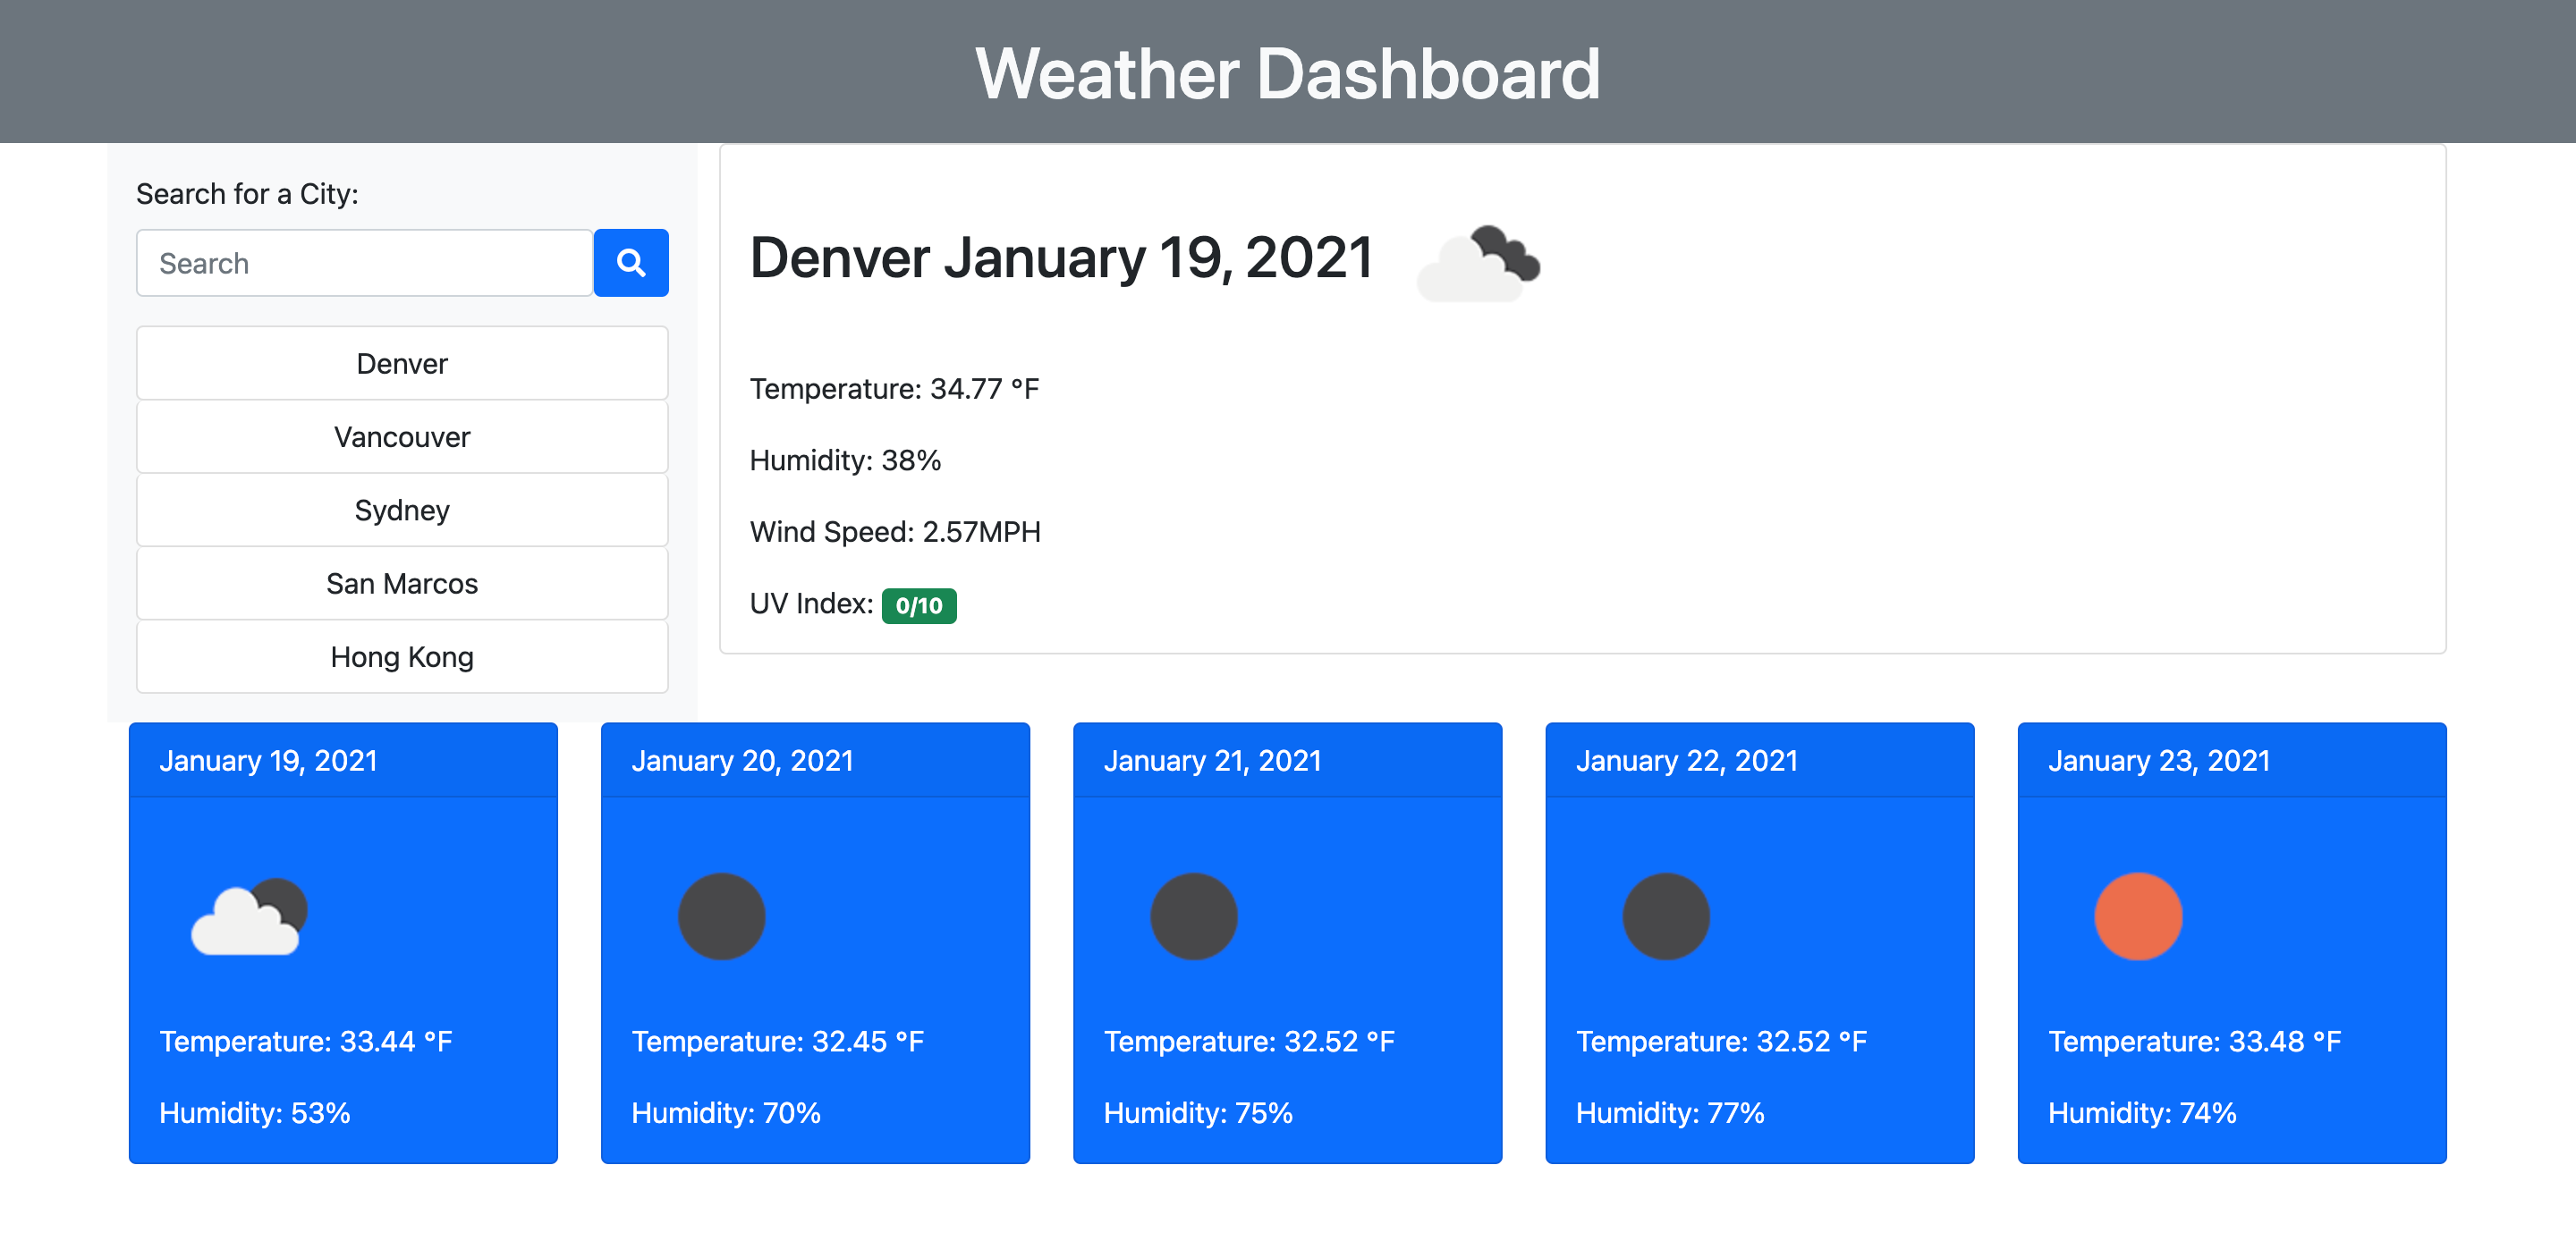 Weather Dashboard
Search for a City:
Search
Denver
Vancouver
Sydney
San Marcos
Hong Kong
Denver January 19, 2021
Temperature: 34.77 °F
Humidity: 38%
Wind Speed: 2.57MPH
UV Index: 0/10
January 19, 2021
Temperature: 33.44 °F
Humidity: 53%
January 20, 2021
Temperature: 32.45 °F
Humidity: 70%
January 21, 2021
Temperature: 32.52 °F
Humidity: 75%
January 22, 2021
Temperature: 32.52 °F
Humidity: 77%
January 23, 2021
Temperature: 33.48 °F
Humidity: 74%